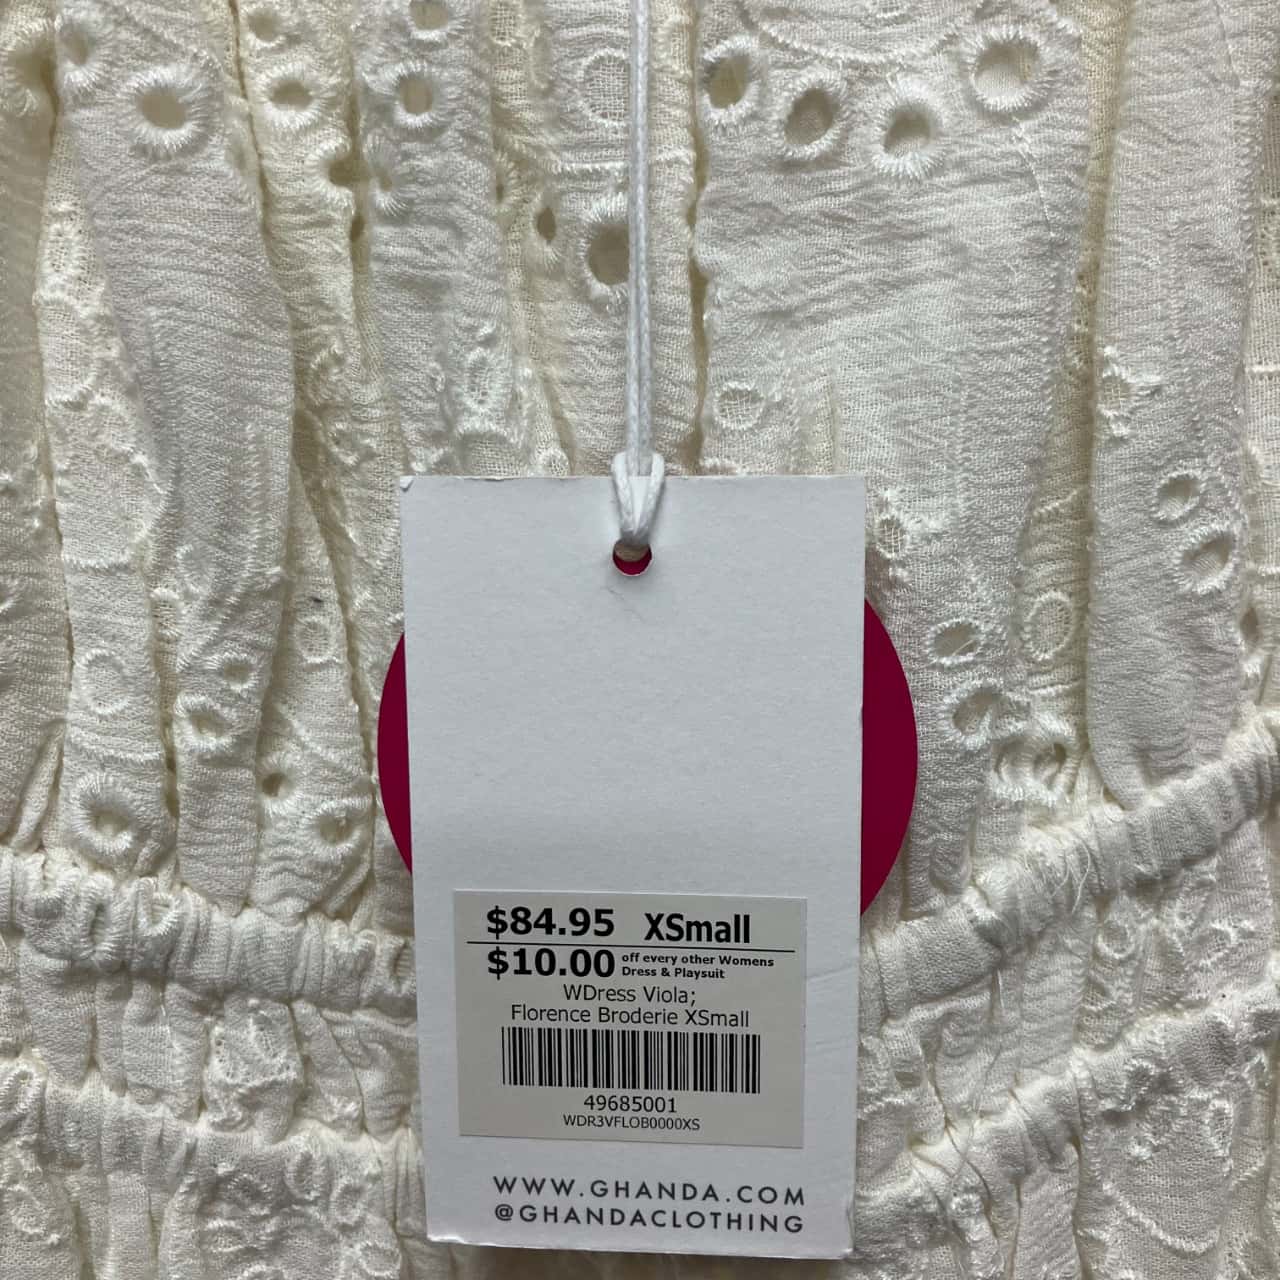 $84.95 XSmall
$10.00 off every other Womens
Dress & Playsuit
WDress Viola;
Florence Broderie XSmall
49685001
WDR3VFLOB0000XS
WWW.GHANDA.COM
@GHANDACLOTHING